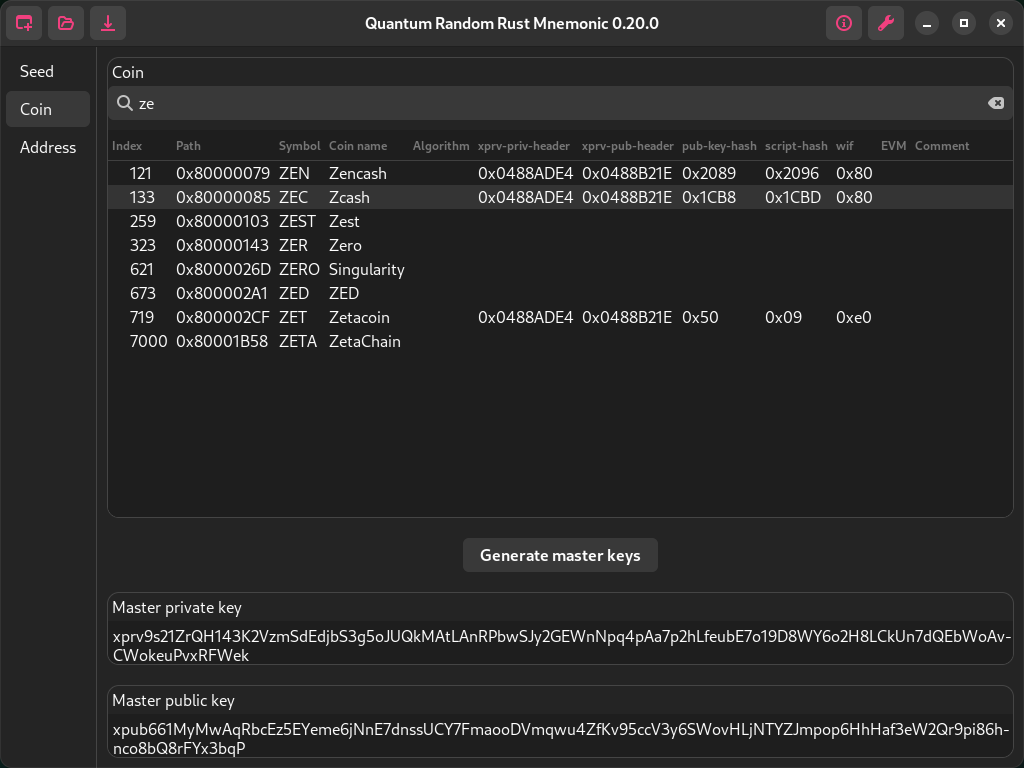 Quantum Random Rust Mnemonic 0.20.0
Seed
Coin
Address
Coin
ze
Index Path Symbol Coin name Algorithm xprv-priv-header xprv-pub-header pub-key-hash script-hash wif EVM Comment
121 0x80000079 ZEN Zencash 0x0488ADE4 0x0488B21E 0x2089 0x2096 0x80
133 0x80000085 ZEC Zcash 0x0488ADE4 0x0488B21E 0x1CB8 0x1CBD 0x80
259 0x80000103 ZEST Zest
323 0x80000143 ZER Zero
621 0x8000026D ZERO Singularity
673 0x800002A1 ZED ZED
719 0x800002CF ZET Zetacoin 0x0488ADE4 0x0488B21E 0x50 0x09 0xe0
7000 0x80001B58 ZETA ZetaChain
Generate master keys
Master private key
xprv9s21ZrQH143K2VzmSdEdjbS3g5oJUQkMAtLAnRPbwSJy2GEWnNpq4pAa7p2hLfeubE7o19D8WY6o2H8LCkUn7dQEbWoAv-
CWokeuPvxRFWek
Master public key
xpub661MyMwAqRbcEz5EYeme6jNnE7dnssUCY7FmaooDVmqwu4ZfKv95ccV3y6SWovHLjNTYZJmpop6HhHaf3eW2Qr9pi86h-
nco8bQ8rFYx3bqP